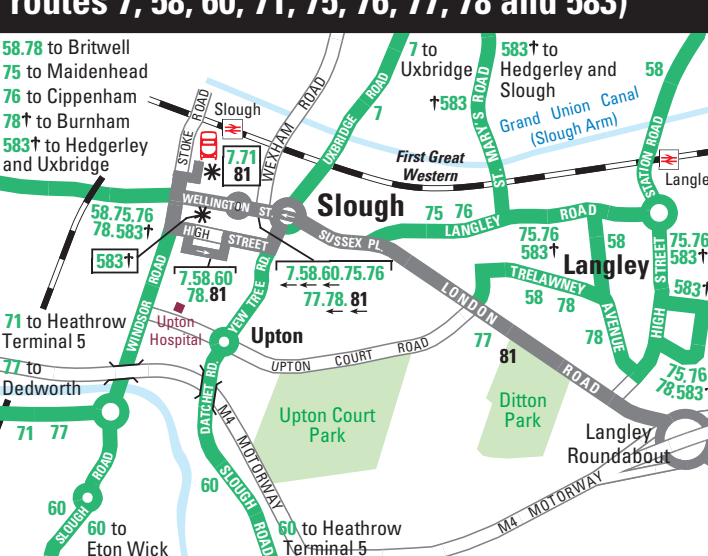 routes 7, 58, 60, 71, 75, 76, 77, 78 and 583)
58.78 to Britwell
75 to Maidenhead
76 to Cippenham
78† to Burnham
583† to Hedgerley
and Uxbridge
STOKE ROAD
Slough
7.71
81
WEXHAM ROAD
UXBRIDGE ROAD
7
7 to
Uxbridge
†583
ST. MARY'S ROAD
583† to
Hedgerley and
Slough
58
Grand Union Canal
(Slough Arm)
First Great
Western
STATION ROAD
Langle
58.75.76
78.583†
583†
WELLINGTON ST.
HIGH STREET
Slough
SUSSEX PL.
75 76
LANGLEY ROAD
7.58.60
78.81
7.58.60.75.76
77.78. 81
75.76
583†
58
Langley
75.76
583†
583†
TRELAWNEY AVENUE
58 78
78
HIGH STREET
75.76
78.583†
WINDSOR ROAD
YEW TREE RD.
LONDON ROAD
71 to Heathrow
Terminal 5
Upton
Hospital
Upton
UPTON COURT ROAD
77
81
77 to
Dedworth
71 77
DATCHET RD.
M4 MOTORWAY
Upton Court
Park
Ditton
Park
Langley
Roundabout
60
SLOUGH ROAD
60 to
Eton Wick
60
SLOUGH ROAD
60 to Heathrow
Terminal 5
M4 MOTORWAY